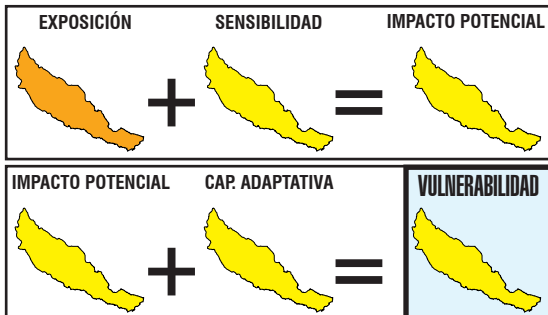 EXPOSICIÓN SENSIBILIDAD IMPACTO POTENCIAL
+ =
IMPACTO POTENCIAL CAP. ADAPTATIVA VULNERABILIDAD
+ =